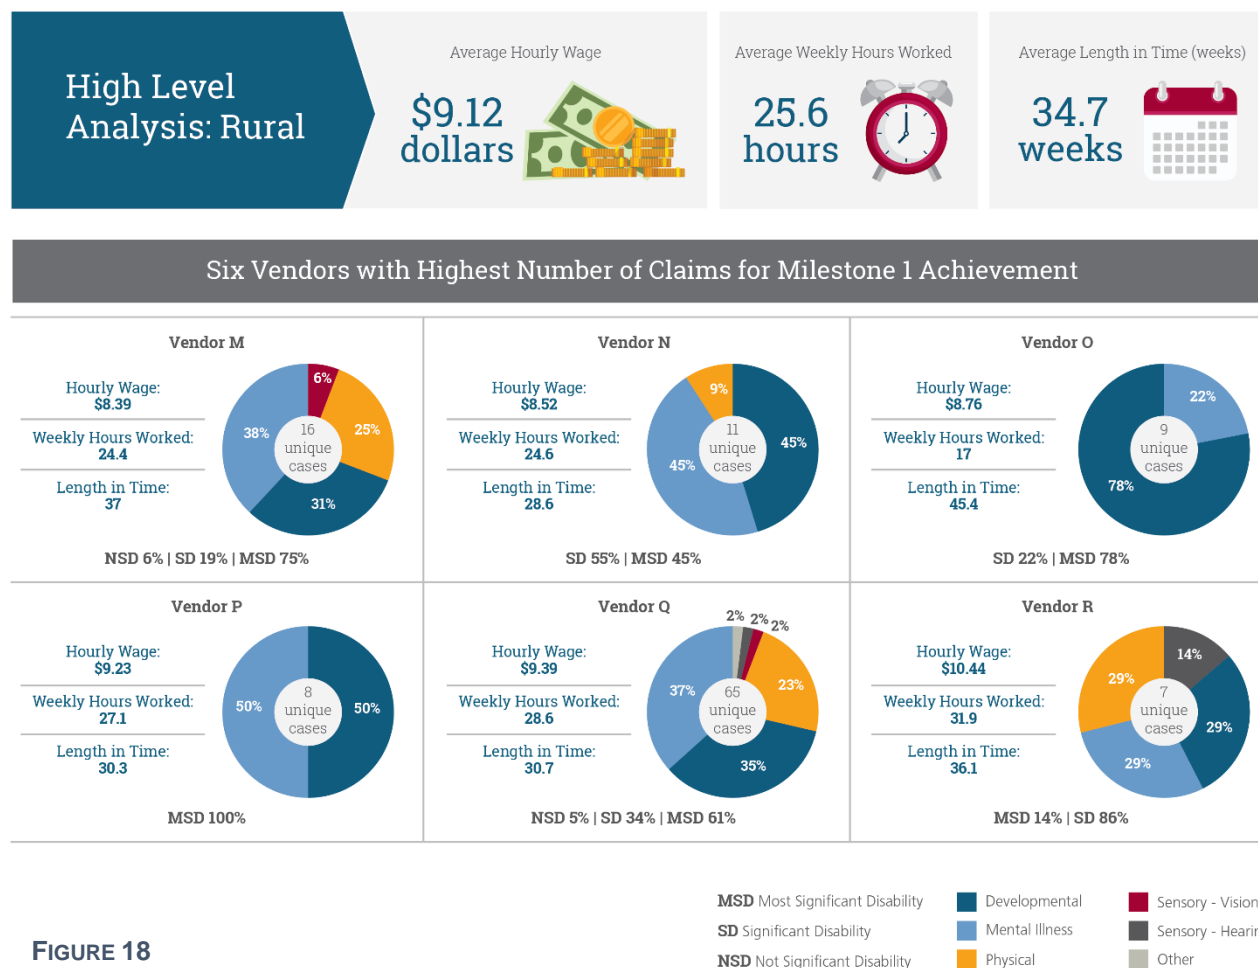 High Level
Analysis: Rural
Average Hourly Wage
$9.12
dollars
Average Weekly Hours Worked
25.6
hours
Average Length in Time (weeks)
34.7
weeks
Six Vendors with Highest Number of Claims for Milestone 1 Achievement
Vendor M
Hourly Wage:
$8.39
Weekly Hours Worked:
24.4
Length in Time:
37
6%
25%
31%
38%
16
unique
cases
NSD 6% | SD 19% | MSD 75%
Vendor N
Hourly Wage:
$8.52
Weekly Hours Worked:
24.6
Length in Time:
28.6
9%
45%
45%
11
unique
cases
SD 55% | MSD 45%
Vendor O
Hourly Wage:
$8.76
Weekly Hours Worked:
17
Length in Time:
45.4
22%
78%
9
unique
cases
SD 22% | MSD 78%
Vendor P
Hourly Wage:
$9.23
Weekly Hours Worked:
27.1
Length in Time:
30.3
50%
50%
8
unique
cases
MSD 100%
Vendor Q
Hourly Wage:
$9.39
Weekly Hours Worked:
28.6
Length in Time:
30.7
2%
2%
2%
23%
35%
37%
65
unique
cases
NSD 5% | SD 34% | MSD 61%
Vendor R
Hourly Wage:
$10.44
Weekly Hours Worked:
31.9
Length in Time:
36.1
14%
29%
29%
29%
7
unique
cases
MSD 14% | SD 86%
MSD Most Significant Disability
SD Significant Disability
NSD Not Significant Disability
Developmental
Mental Illness
Physical
Sensory - Vision
Sensory - Hearin
Other
FIGURE 18